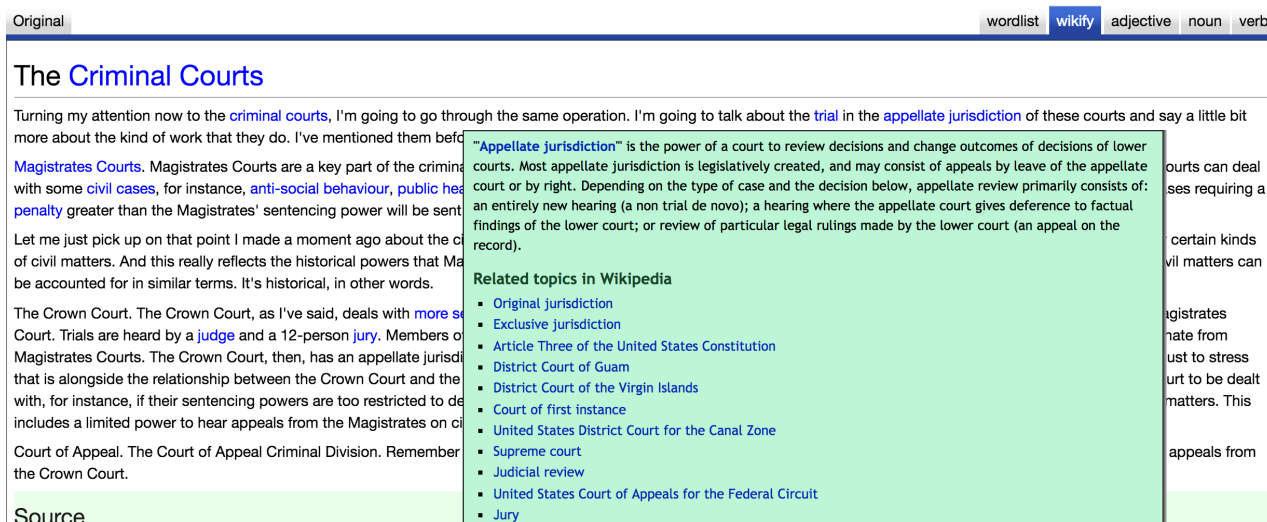 Original
wordlist wikify adjective noun verb
The Criminal Courts
Turning my attention now to the criminal courts, I'm going to go through the same operation. I'm going to talk about the trial in the appellate jurisdiction of these courts and say a little bit
more about the kind of work that they do. I've mentioned them
Magistrates Courts. Magistrates Courts are a key part of the courts can deal
with some civil cases, for instance, anti-social behaviour, public requiring a
penalty greater than the Magistrates' sentencing power will be sent
Let me just pick up on that point I made a moment ago about the certain kinds
of civil matters. And this really reflects the historical powers that matters can
be accounted for in similar terms. It's historical, in other words.
The Crown Court. The Crown Court, as I've said, deals with more
Court. Trials are heard by a judge and a 12-person jury. Members from
Magistrates Courts. The Crown Court, then, has an appellate to stress
that is alongside the relationship between the Crown Court and the to be dealt
with, for instance, if their sentencing powers are too restricted to matters. This
includes a limited power to hear appeals from the Magistrates on
Court of Appeal. The Court of Appeal Criminal Division. Remember appeals from
the Crown Court.
Source
"'Appellate jurisdiction'" is the power of a court to review decisions and change outcomes of decisions of lower
courts. Most appellate jurisdiction is legislatively created, and may consist of appeals by leave of the appellate
court or by right. Depending on the type of case and the decision below, appellate review primarily consists of:
an entirely new hearing (a non trial de novo); a hearing where the appellate court gives deference to factual
findings of the lower court; or review of particular legal rulings made by the lower court (an appeal on the
record).
Related topics in Wikipedia
Original jurisdiction
Exclusive jurisdiction
Article Three of the United States Constitution
District Court of Guam
District Court of the Virgin Islands
Court of first instance
United States District Court for the Canal Zone
Supreme court
Judicial review
United States Court of Appeals for the Federal Circuit
Jury